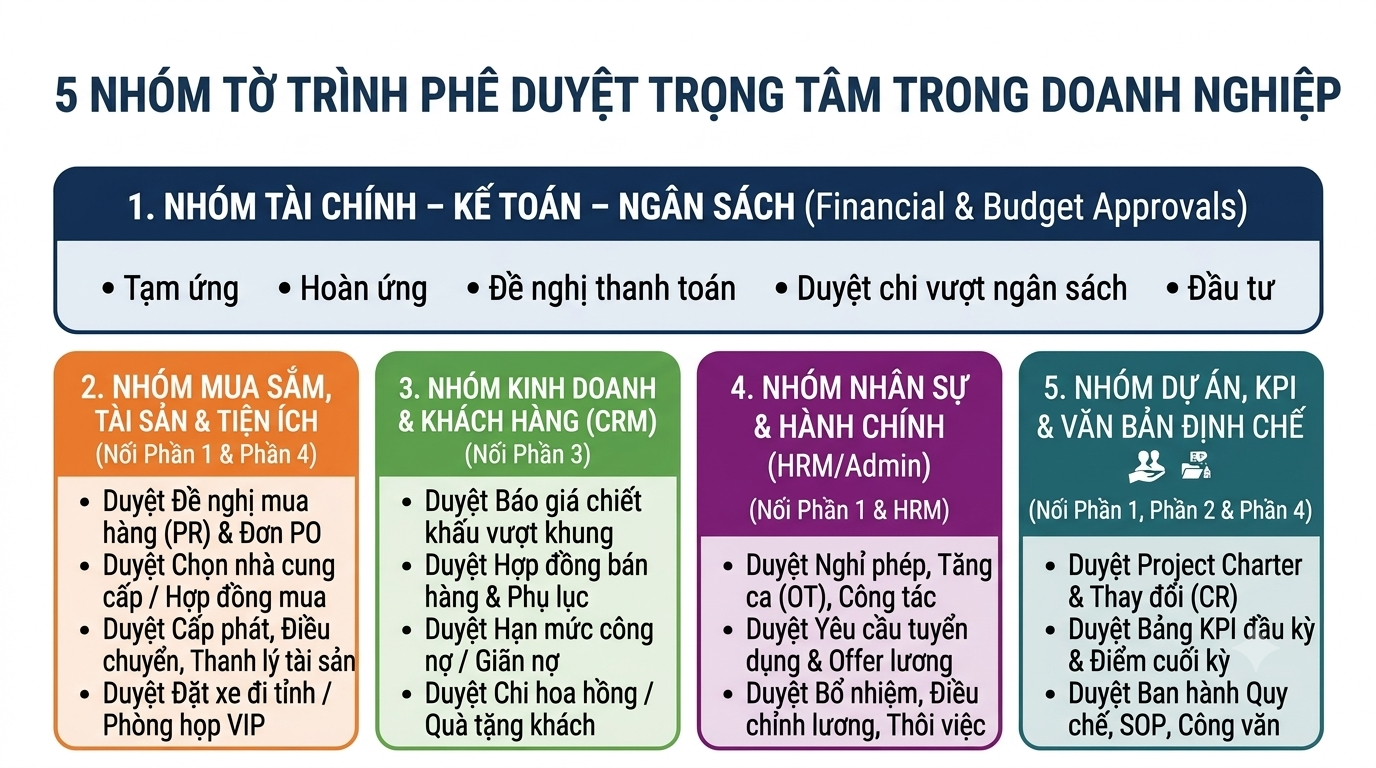 5 NHÓM TỜ TRÌNH PHÊ DUYỆT TRỌNG TÂM TRONG DOANH NGHIỆP
1. NHÓM TÀI CHÍNH – KẾ TOÁN – NGÂN SÁCH (Financial & Budget Approvals)
• Tạm ứng • Hoàn ứng • Đề nghị thanh toán • Duyệt chi vượt ngân sách • Đầu tư
2. NHÓM MUA SẮM,
TÀI SẢN & TIỆN ÍCH
(Nối Phần 1 & Phần 4)
• Duyệt Đề nghị mua
hàng (PR) & Đơn PO
• Duyệt Chọn nhà cung
cấp / Hợp đồng mua
• Duyệt Cấp phát, Điều
chuyển, Thanh lý tài sản
• Duyệt Đặt xe đi tỉnh /
Phòng họp VIP
3. NHÓM KINH DOANH
& KHÁCH HÀNG (CRM)
(Nối Phần 3)
• Duyệt Báo giá chiết
khấu vượt khung
• Duyệt Hợp đồng bán
hàng & Phụ lục
• Duyệt Hạn mức công
nợ / Giãn nợ
• Duyệt Chi hoa hồng /
Quà tặng khách
4. NHÓM NHÂN SỰ
& HÀNH CHÍNH
(HRM/Admin)
(Nối Phần 1 & HRM)
• Duyệt Nghỉ phép, Tăng
ca (OT), Công tác
• Duyệt Yêu cầu tuyển
dụng & Offer lương
• Duyệt Bổ nhiệm, Điều
chỉnh lương, Thôi việc
5. NHÓM DỰ ÁN, KPI
& VĂN BẢN ĐỊNH CHẾ
(Nối Phần 1, Phần 2 & Phần 4)
• Duyệt Project Charter
& Thay đổi (CR)
• Duyệt Bảng KPI đầu kỳ
& Điểm cuối kỳ
• Duyệt Ban hành Quy
chế, SOP, Công văn